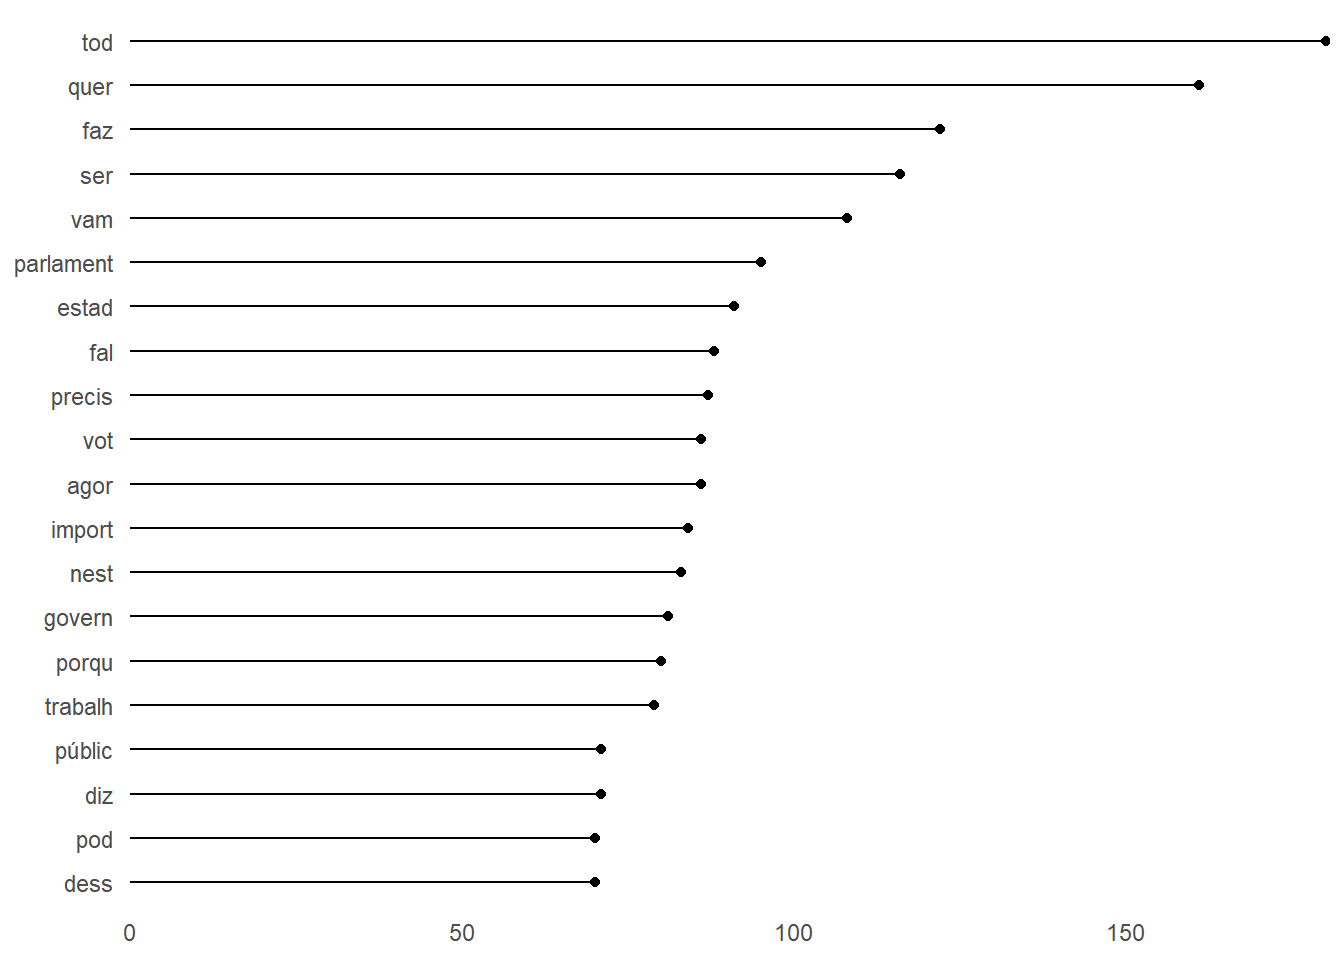 tod
quer
faz
ser
vam
parlament
estad
fal
precis
vot
agor
import
nest
govern
porqu
trabalh
públic
diz
pod
dess
0 50 100 150